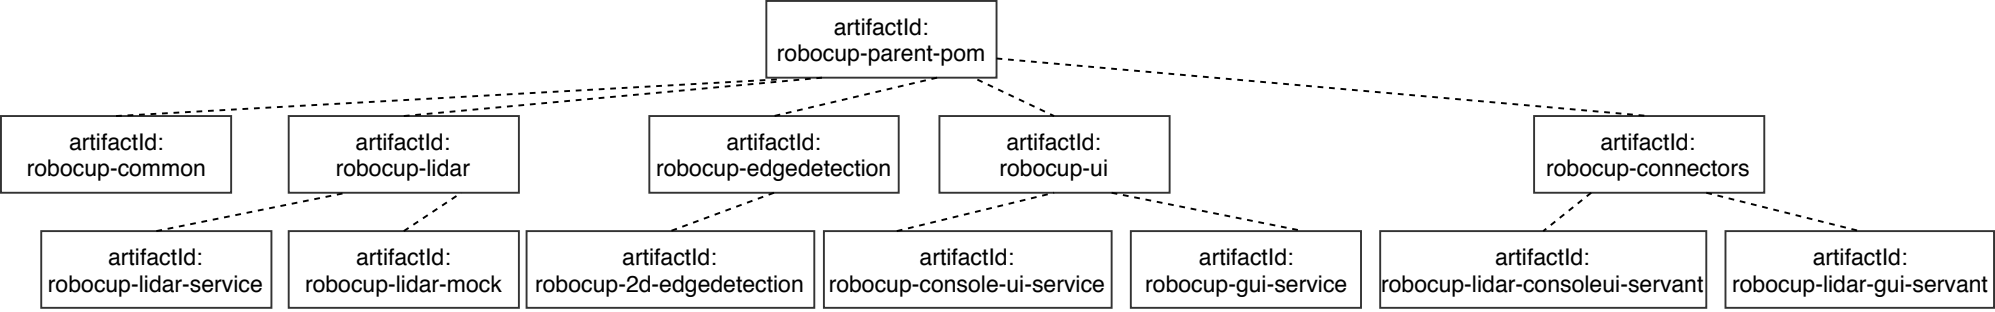 artifactId:
robocup-parent-pom
artifactId:
robocup-common
artifactId:
robocup-lidar
artifactId:
robocup-edgedetection
artifactId:
robocup-ui
artifactId:
robocup-connectors
artifactId:
robocup-lidar-service
artifactId:
robocup-lidar-mock
artifactId:
robocup-2d-edgedetection
artifactId:
robocup-console-ui-service
artifactId:
robocup-gui-service
artifactId:
robocup-lidar-consoleui-servant
artifactId:
robocup-lidar-gui-servant